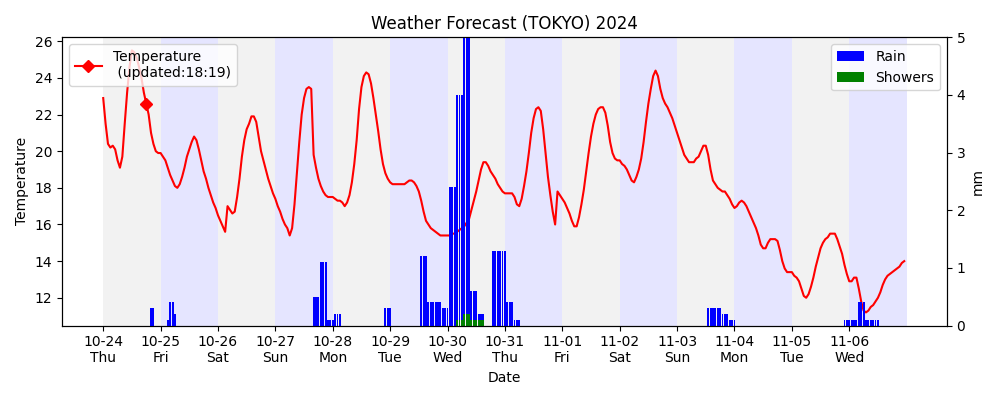 Weather Forecast (TOKYO) 2024
Temperature
(updated:18:19)
Rain
Showers
Temperature
26
24
22
20
18
16
14
12
5
4
3
2
1
0
mm
10-24 10-25 10-26 10-27 10-28 10-29 10-30 10-31 11-01 11-02 11-03 11-04 11-05 11-06
Thu Fri Sat Sun Mon Tue Wed Thu Fri Sat Sun Mon Tue Wed
Date